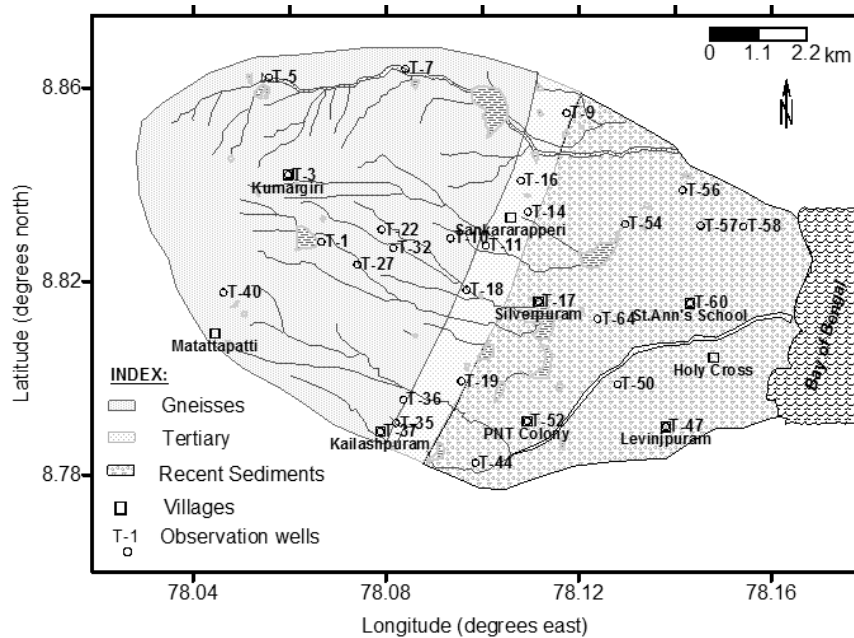 0 1.1 2.2 km
N
8.86
8.82
8.78
Latitude (degrees north)
T-5
T-7
T-9
T-3
Kumargiri
T-16
T-14
Sankararapperi
T-56
T-22
T-32
T-11
T-54
T-57
T-58
T-1
T-27
T-18
T-40
T-17
Silverpuram
T-60
St.Ann's School
T-64
Matattapatti
Holy Cross
T-19
T-50
T-36
T-35
T-37
Kailashpuram
T-52
PNT Colony
T-47
Levinjpuram
T-44
Bay of Bengal
INDEX:
Gneisses
Tertiary
Recent Sediments
Villages
T-1 Observation wells
78.04 78.08 78.12 78.16
Longitude (degrees east)